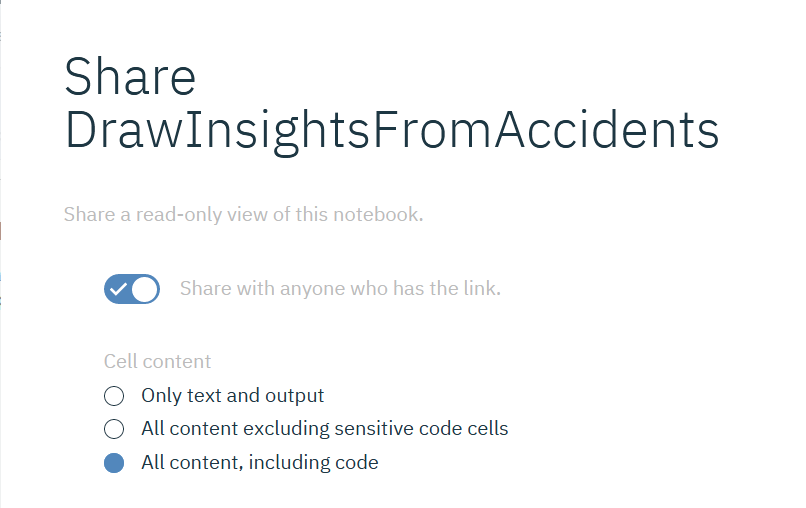 Share
DrawInsightsFromAccidents
Share a read-only view of this notebook.
Share with anyone who has the link.
Cell content
Only text and output
All content excluding sensitive code cells
All content, including code